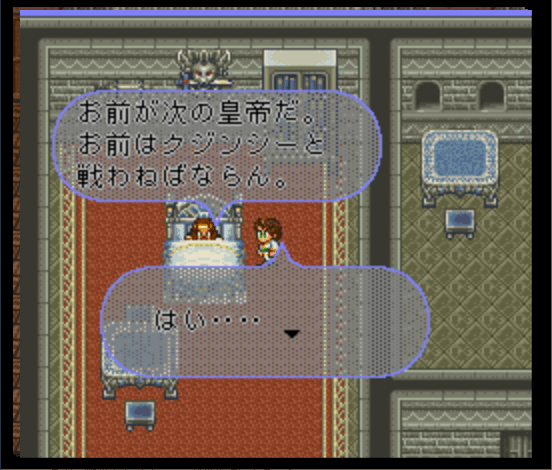 お前が次の皇帝だ。
お前はクジンシーと
戦わねばならん。
はい‥‥